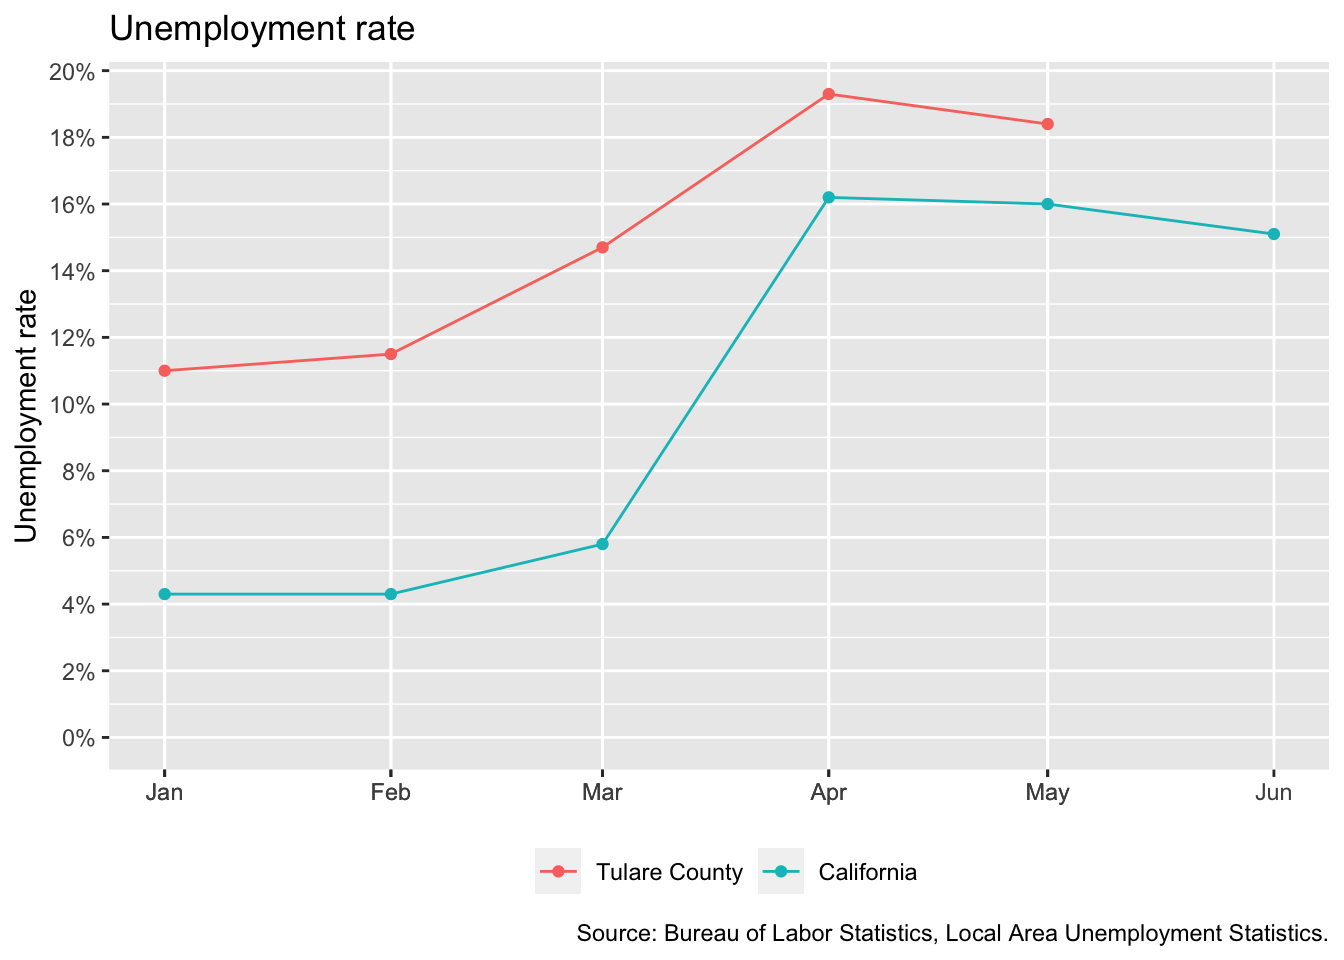 Unemployment rate
Unemployment rate
20%
18%
16%
14%
12%
10%
8%
6%
4%
2%
0%
Jan Feb Mar Apr May Jun
Tulare County California
Source: Bureau of Labor Statistics, Local Area Unemployment Statistics.